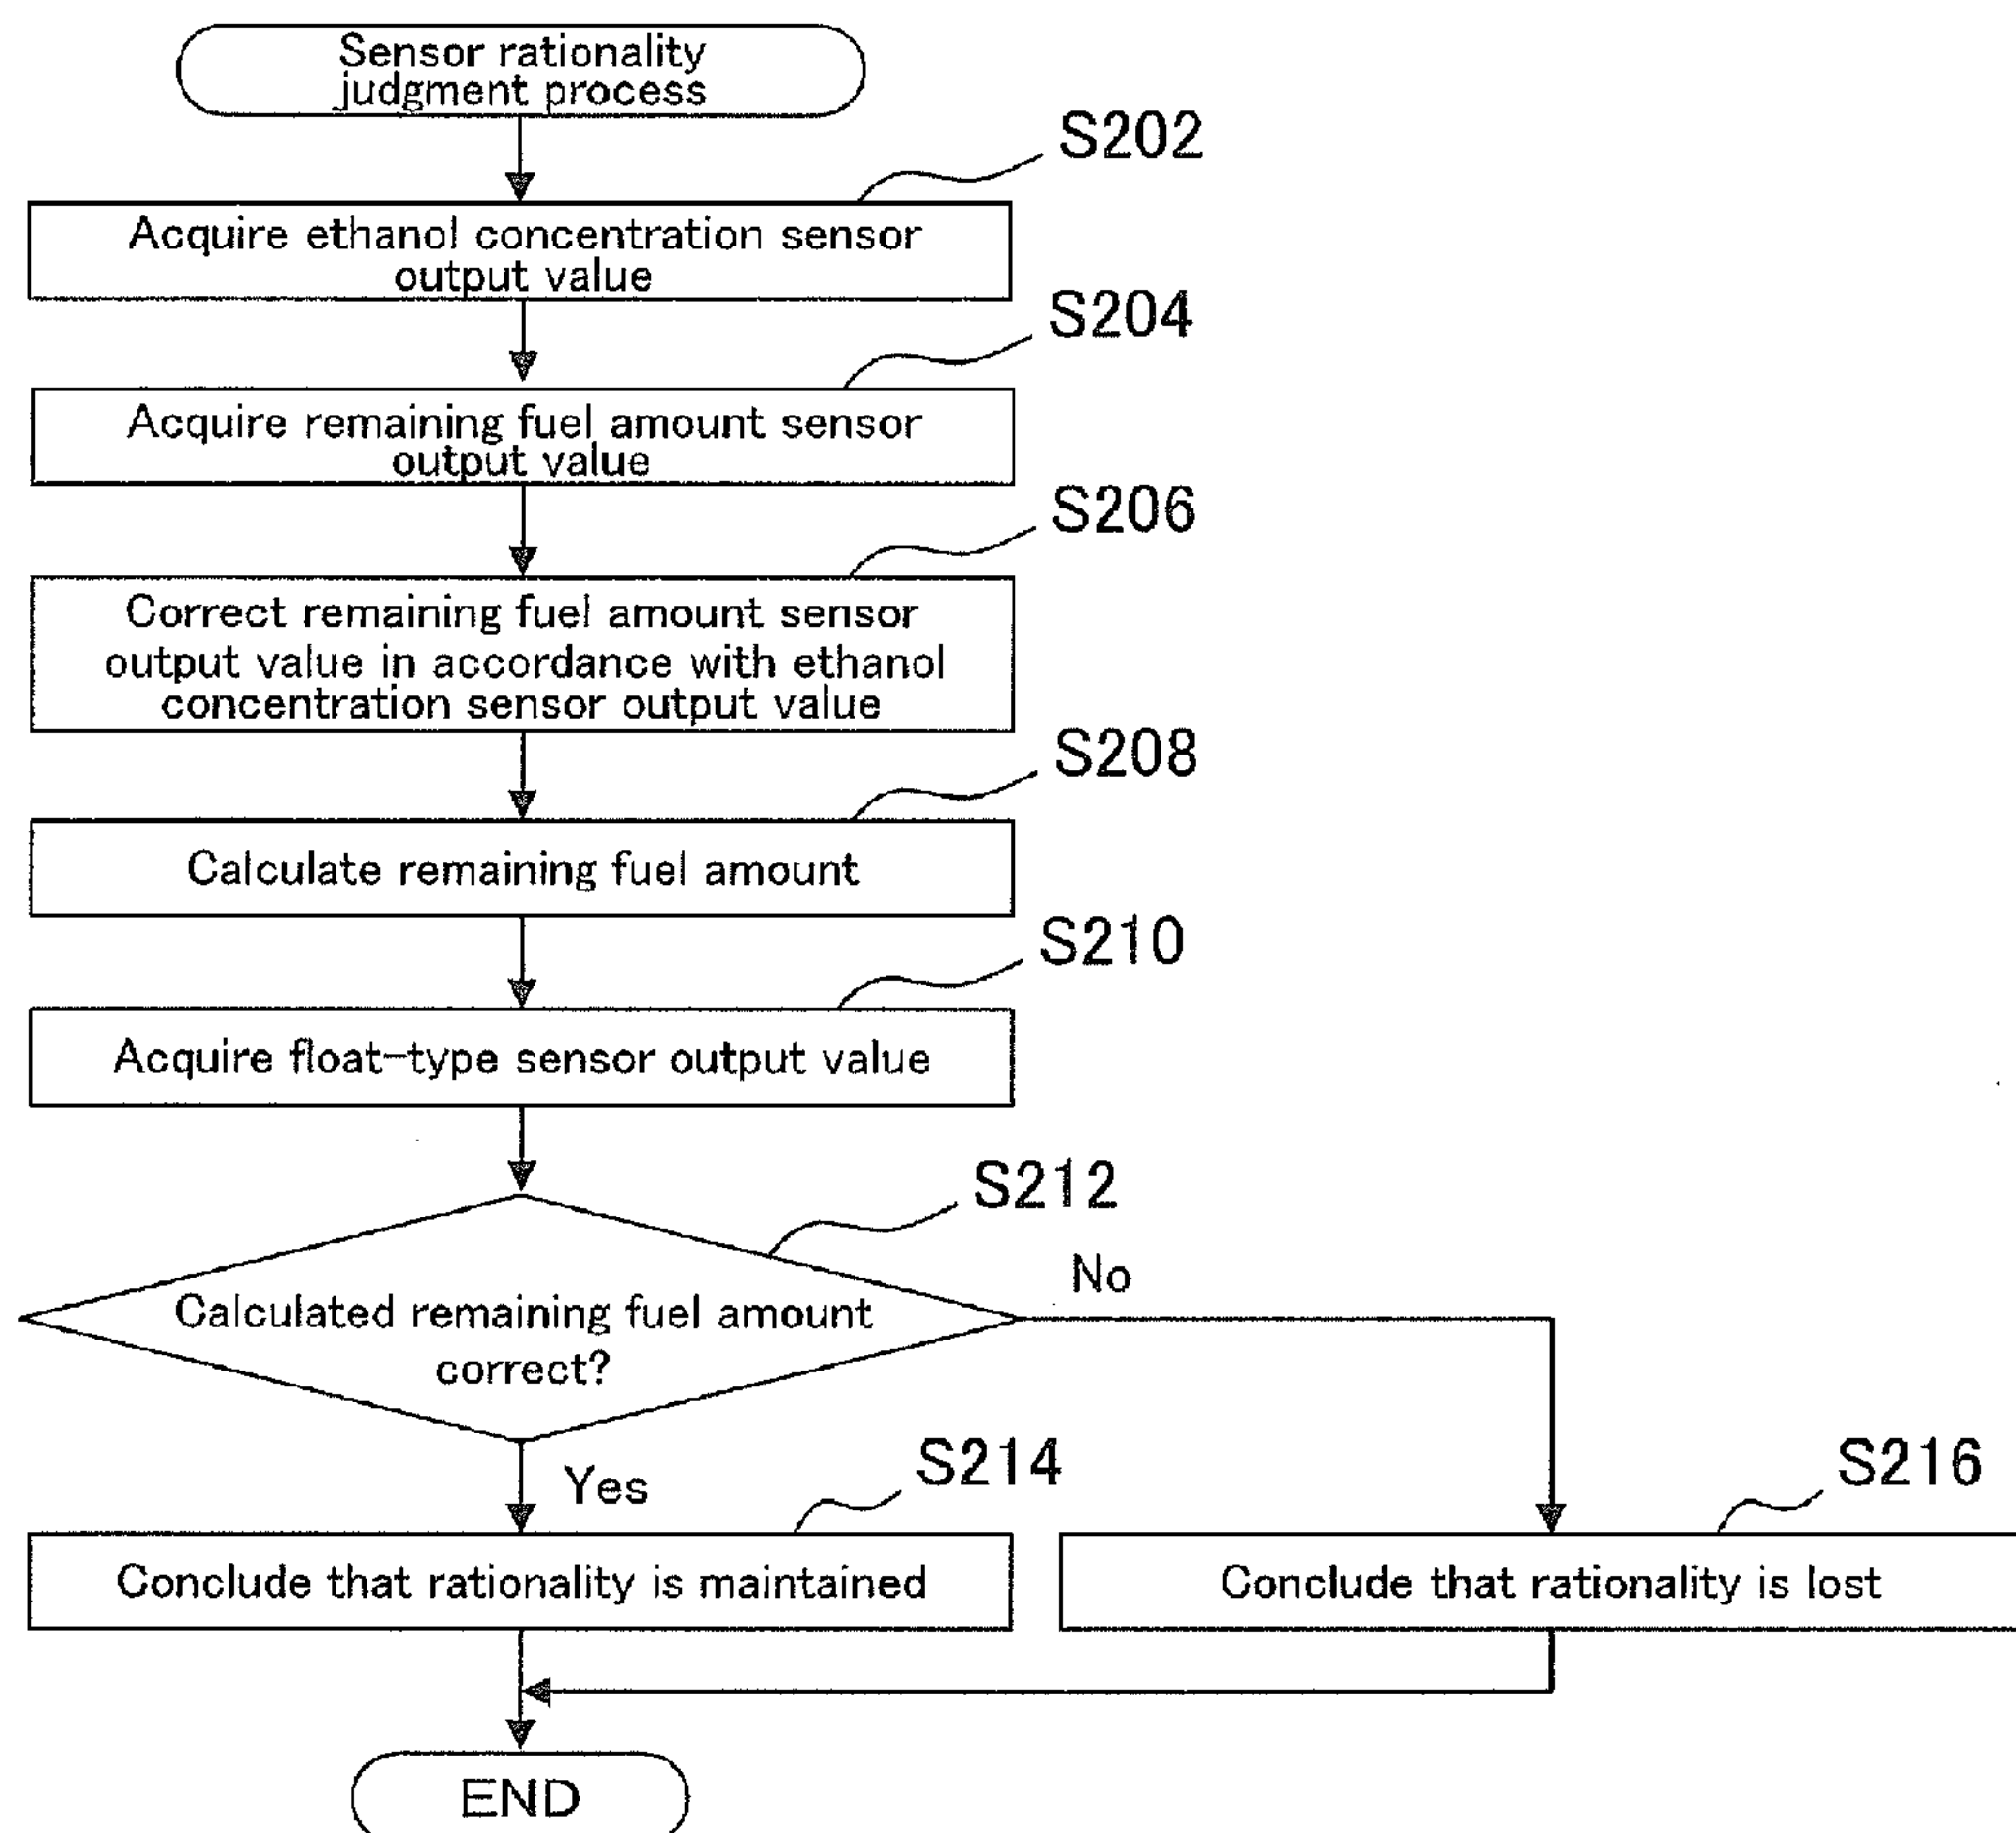 Sensor rationality
judgment process
S202
Acquire ethanol concentration sensor
output value
S204
Acquire remaining fuel amount sensor
output value
S206
Correct remaining fuel amount sensor
output value in accordance with ethanol
concentration sensor output value
S208
Calculate remaining fuel amount
S210
Acquire float-type sensor output value
S212
Calculated remaining fuel amount
correct?
No
Yes
S214
Conclude that rationality is maintained
S216
Conclude that rationality is lost
END